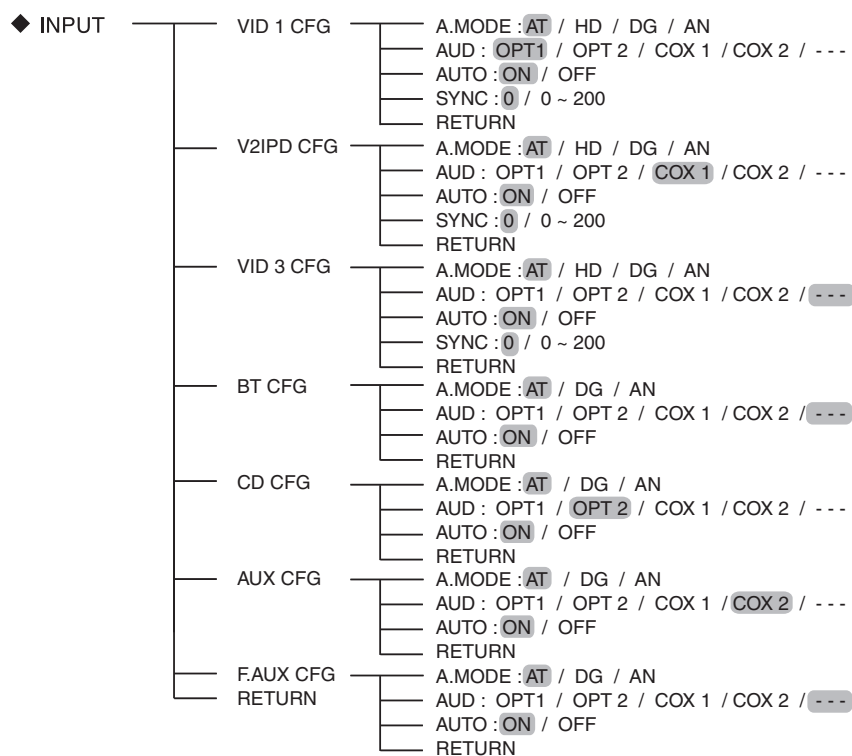 ◆ INPUT
VID 1 CFG
A.MODE : AT / HD / DG / AN
AUD : OPT1 / OPT 2 / COX 1 / COX 2 / - - -
AUTO : ON / OFF
SYNC : 0 / 0 ~ 200
RETURN
V2IPD CFG
A.MODE : AT / HD / DG / AN
AUD : OPT1 / OPT 2 / COX 1 / COX 2 / - - -
AUTO : ON / OFF
SYNC : 0 / 0 ~ 200
RETURN
VID 3 CFG
A.MODE : AT / HD / DG / AN
AUD : OPT1 / OPT 2 / COX 1 / COX 2 / - - -
AUTO : ON / OFF
SYNC : 0 / 0 ~ 200
RETURN
BT CFG
A.MODE : AT / DG / AN
AUD : OPT1 / OPT 2 / COX 1 / COX 2 / - - -
AUTO : ON / OFF
RETURN
CD CFG
A.MODE : AT / DG / AN
AUD : OPT1 / OPT 2 / COX 1 / COX 2 / - - -
AUTO : ON / OFF
RETURN
AUX CFG
A.MODE : AT / DG / AN
AUD : OPT1 / OPT 2 / COX 1 / COX 2 / - - -
AUTO : ON / OFF
RETURN
F.AUX CFG
A.MODE : AT / DG / AN
RETURN
AUD : OPT1 / OPT 2 / COX 1 / COX 2 / - - -
AUTO : ON / OFF
RETURN